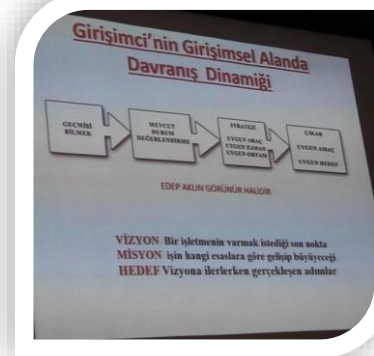 Girişimci'nin Girişimsel Alanda
Davranış Dinamiği
GEÇMİŞİ
BİLMEK
MEVCUT
DURUM
DEĞERLENDİRME
STRATEJİ
UYGUN ARAÇ
UYGUN ZAMAN
UYGUN ORTAM
ÇIKAR
UYGUN AMAÇ
UYGUN HEDEF
EDEP AKLIN GÖRÜNÜR HALİDİR
VİZYON Bir işletmenin varmak istediği son nokta
MİSYON işin hangi esaslara göre gelişip büyüyeceği
HEDEF Vizyona ilerlerken gerçekleşen adımlar